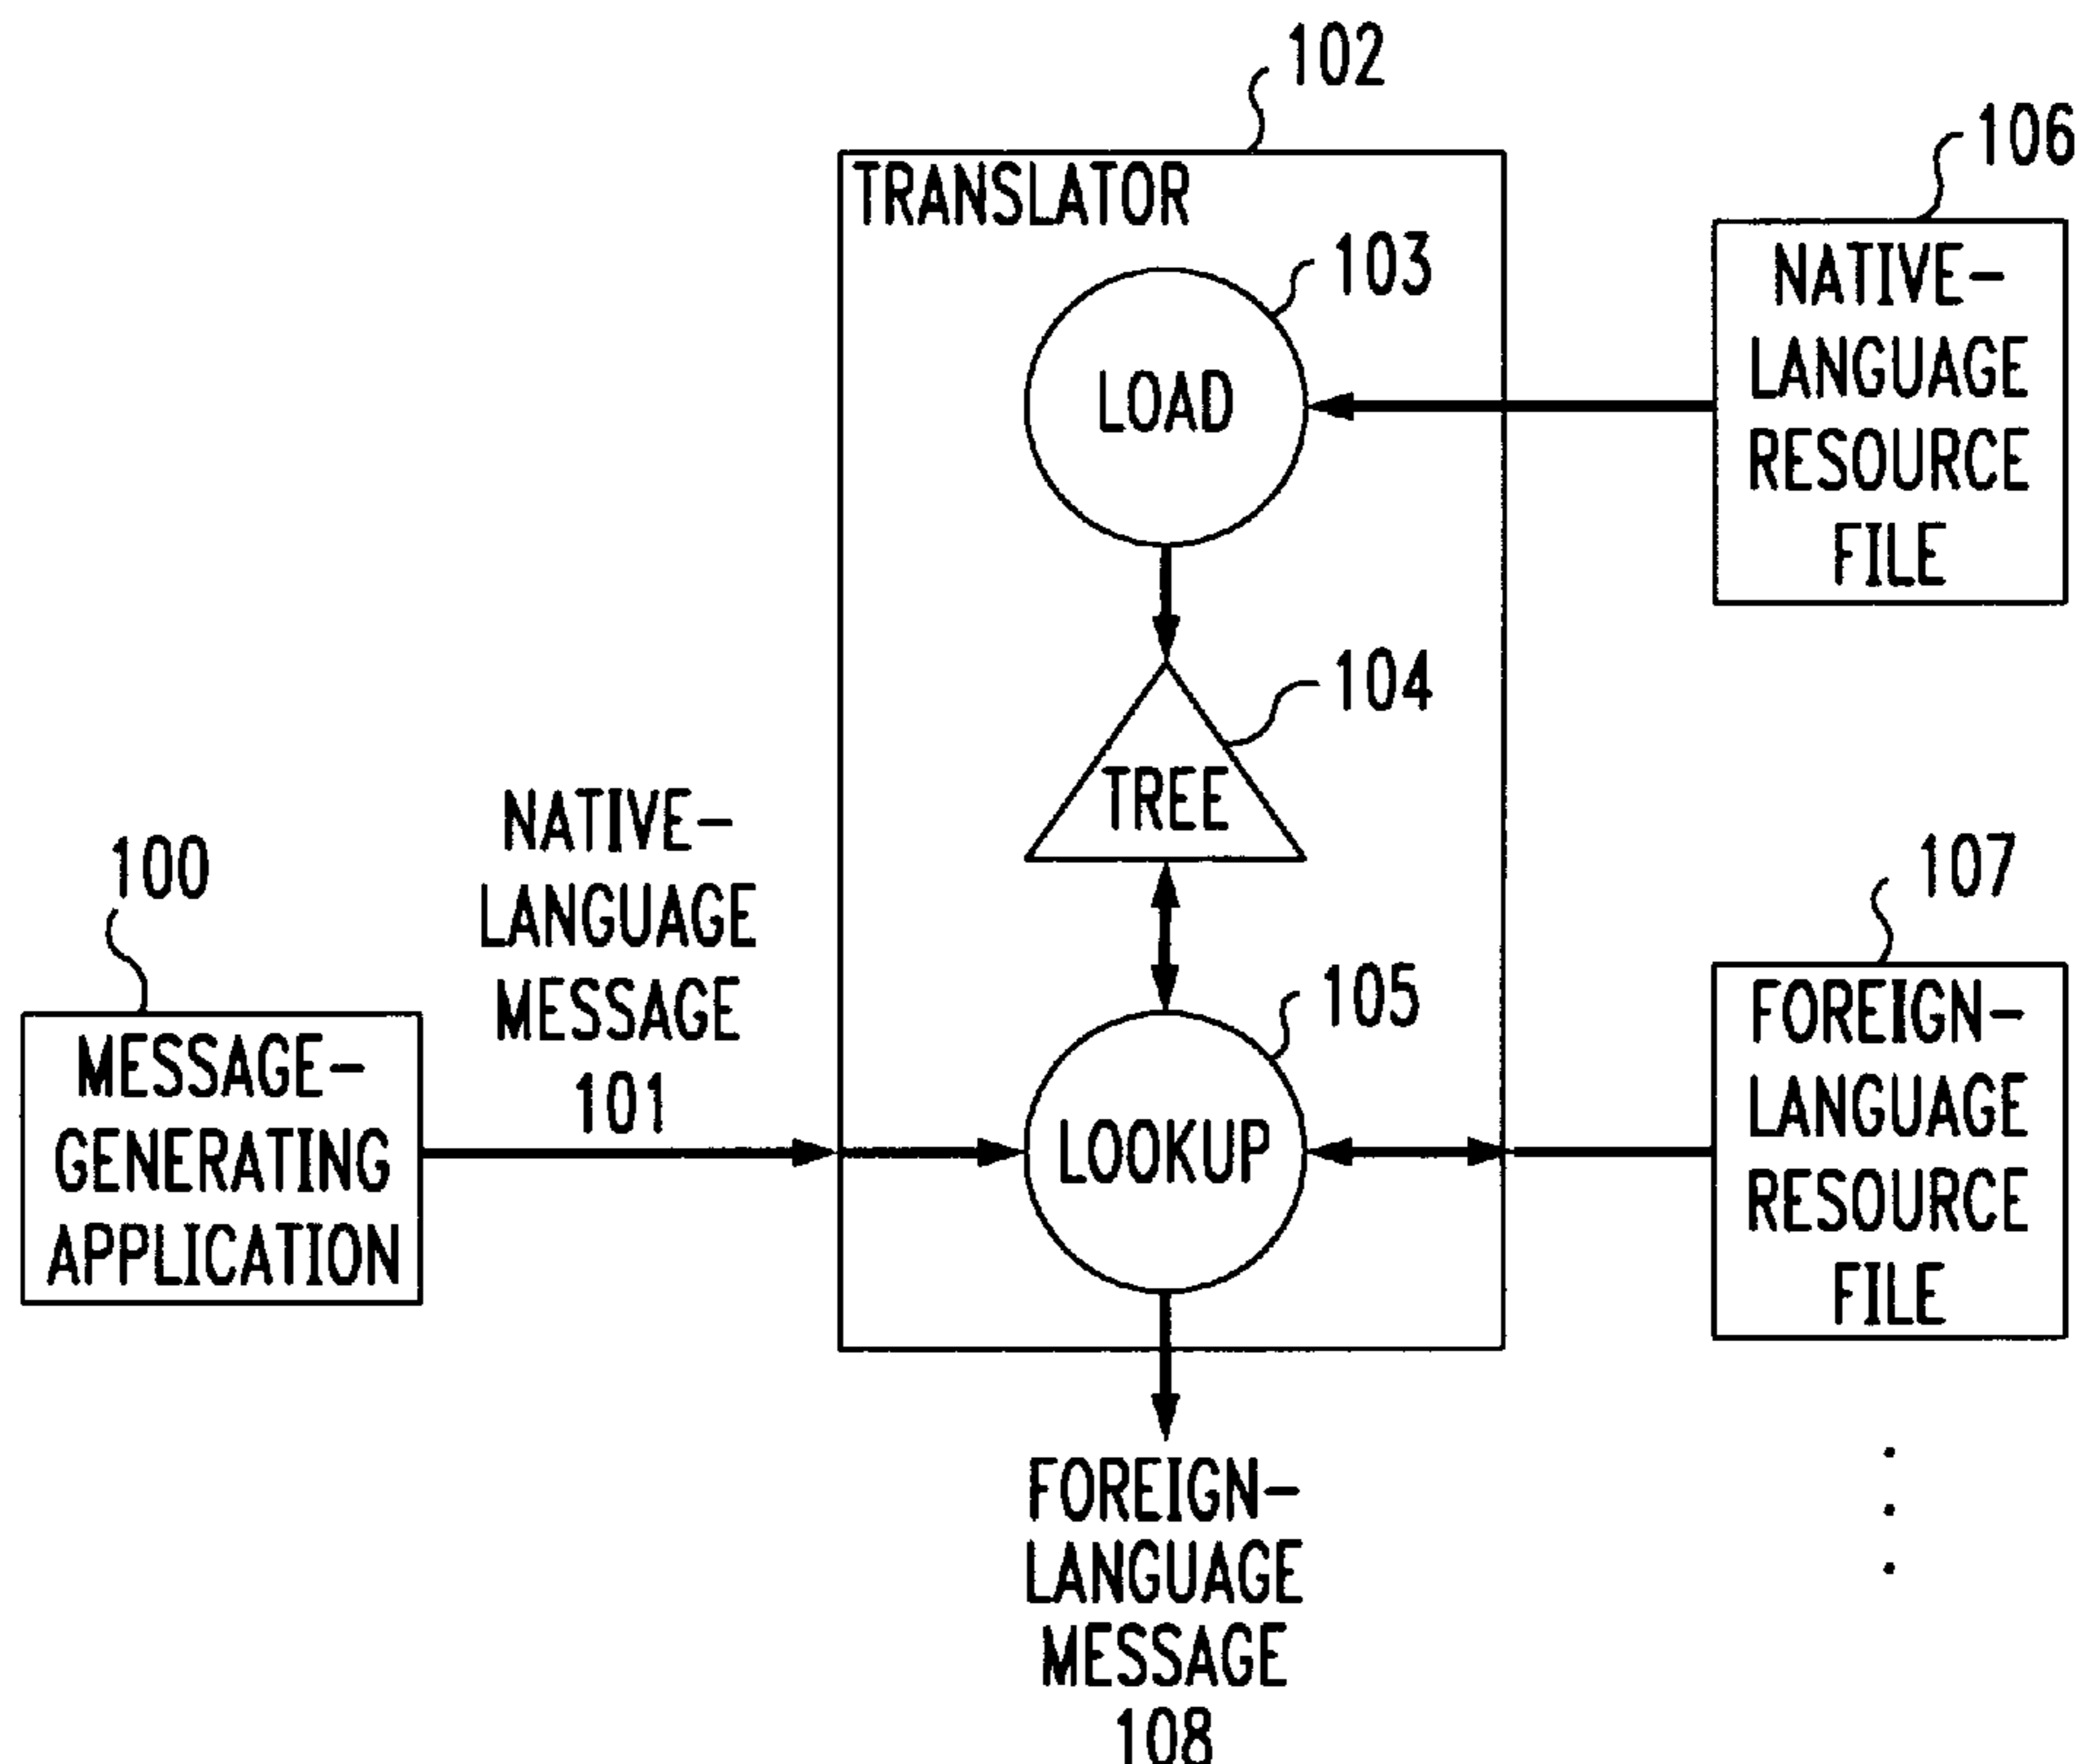 102
106
TRANSLATOR
103
NATIVE-
LANGUAGE
RESOURCE
FILE
LOAD
104
TREE
NATIVE-
LANGUAGE
MESSAGE
101
100
MESSAGE-
GENERATING
APPLICATION
105
LOOKUP
107
FOREIGN-
LANGUAGE
RESOURCE
FILE
FOREIGN-
LANGUAGE
MESSAGE
108